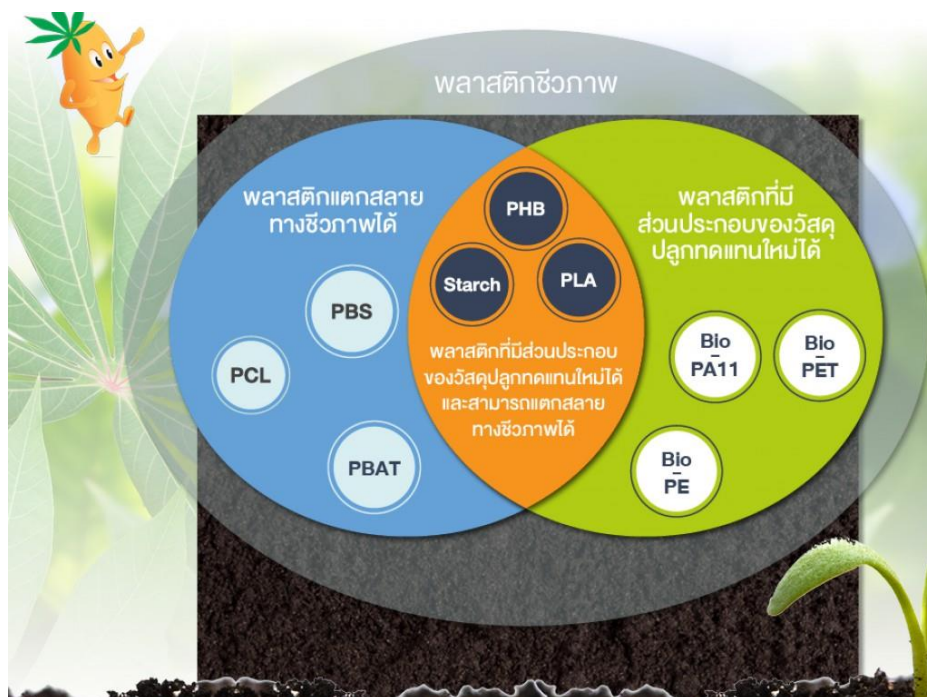 พลาสติกชีวภาพ
พลาสติกแตกสลาย
ทางชีวภาพได้
PBS
PCL
PBAT
PHB
Starch
PLA
พลาสติกที่มีส่วนประกอบ
ของวัสดุปลูกทดแทนใหม่ได้
และสามารถแตกสลาย
ทางชีวภาพได้
พลาสติกที่มี
ส่วนประกอบของวัสดุ
ปลูกทดแทนใหม่ได้
Bio
-
PA11
Bio
-
PET
Bio
-
PE